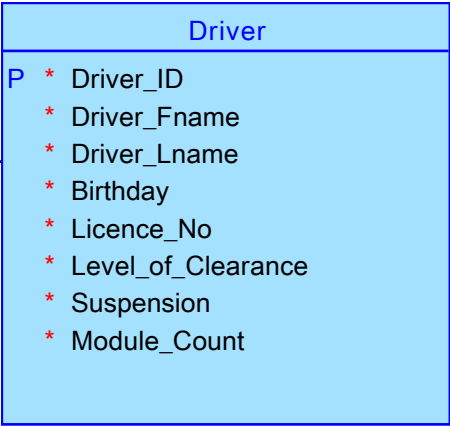 Driver
P * Driver_ID
* Driver_Fname
* Driver_Lname
* Birthday
* Licence_No
* Level_of_Clearance
* Suspension
* Module_Count